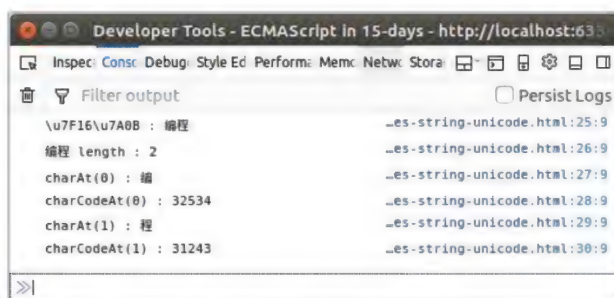 Developer Tools - ECMAScript in 15-days - http://localhost:63
Inspec Consc Debug Style Ed Performa Memc Netwc Stora
Filter output Persist Logs
\u7F16\u7A0B : 编程 …es-string-unicode.html:25:9
编程 length : 2 …es-string-unicode.html:26:9
charAt(0) : 编 …es-string-unicode.html:27:9
charCodeAt(0) : 32534 …es-string-unicode.html:28:9
charAt(1) : 程 …es-string-unicode.html:29:9
charCodeAt(1) : 31243 …es-string-unicode.html:30:9